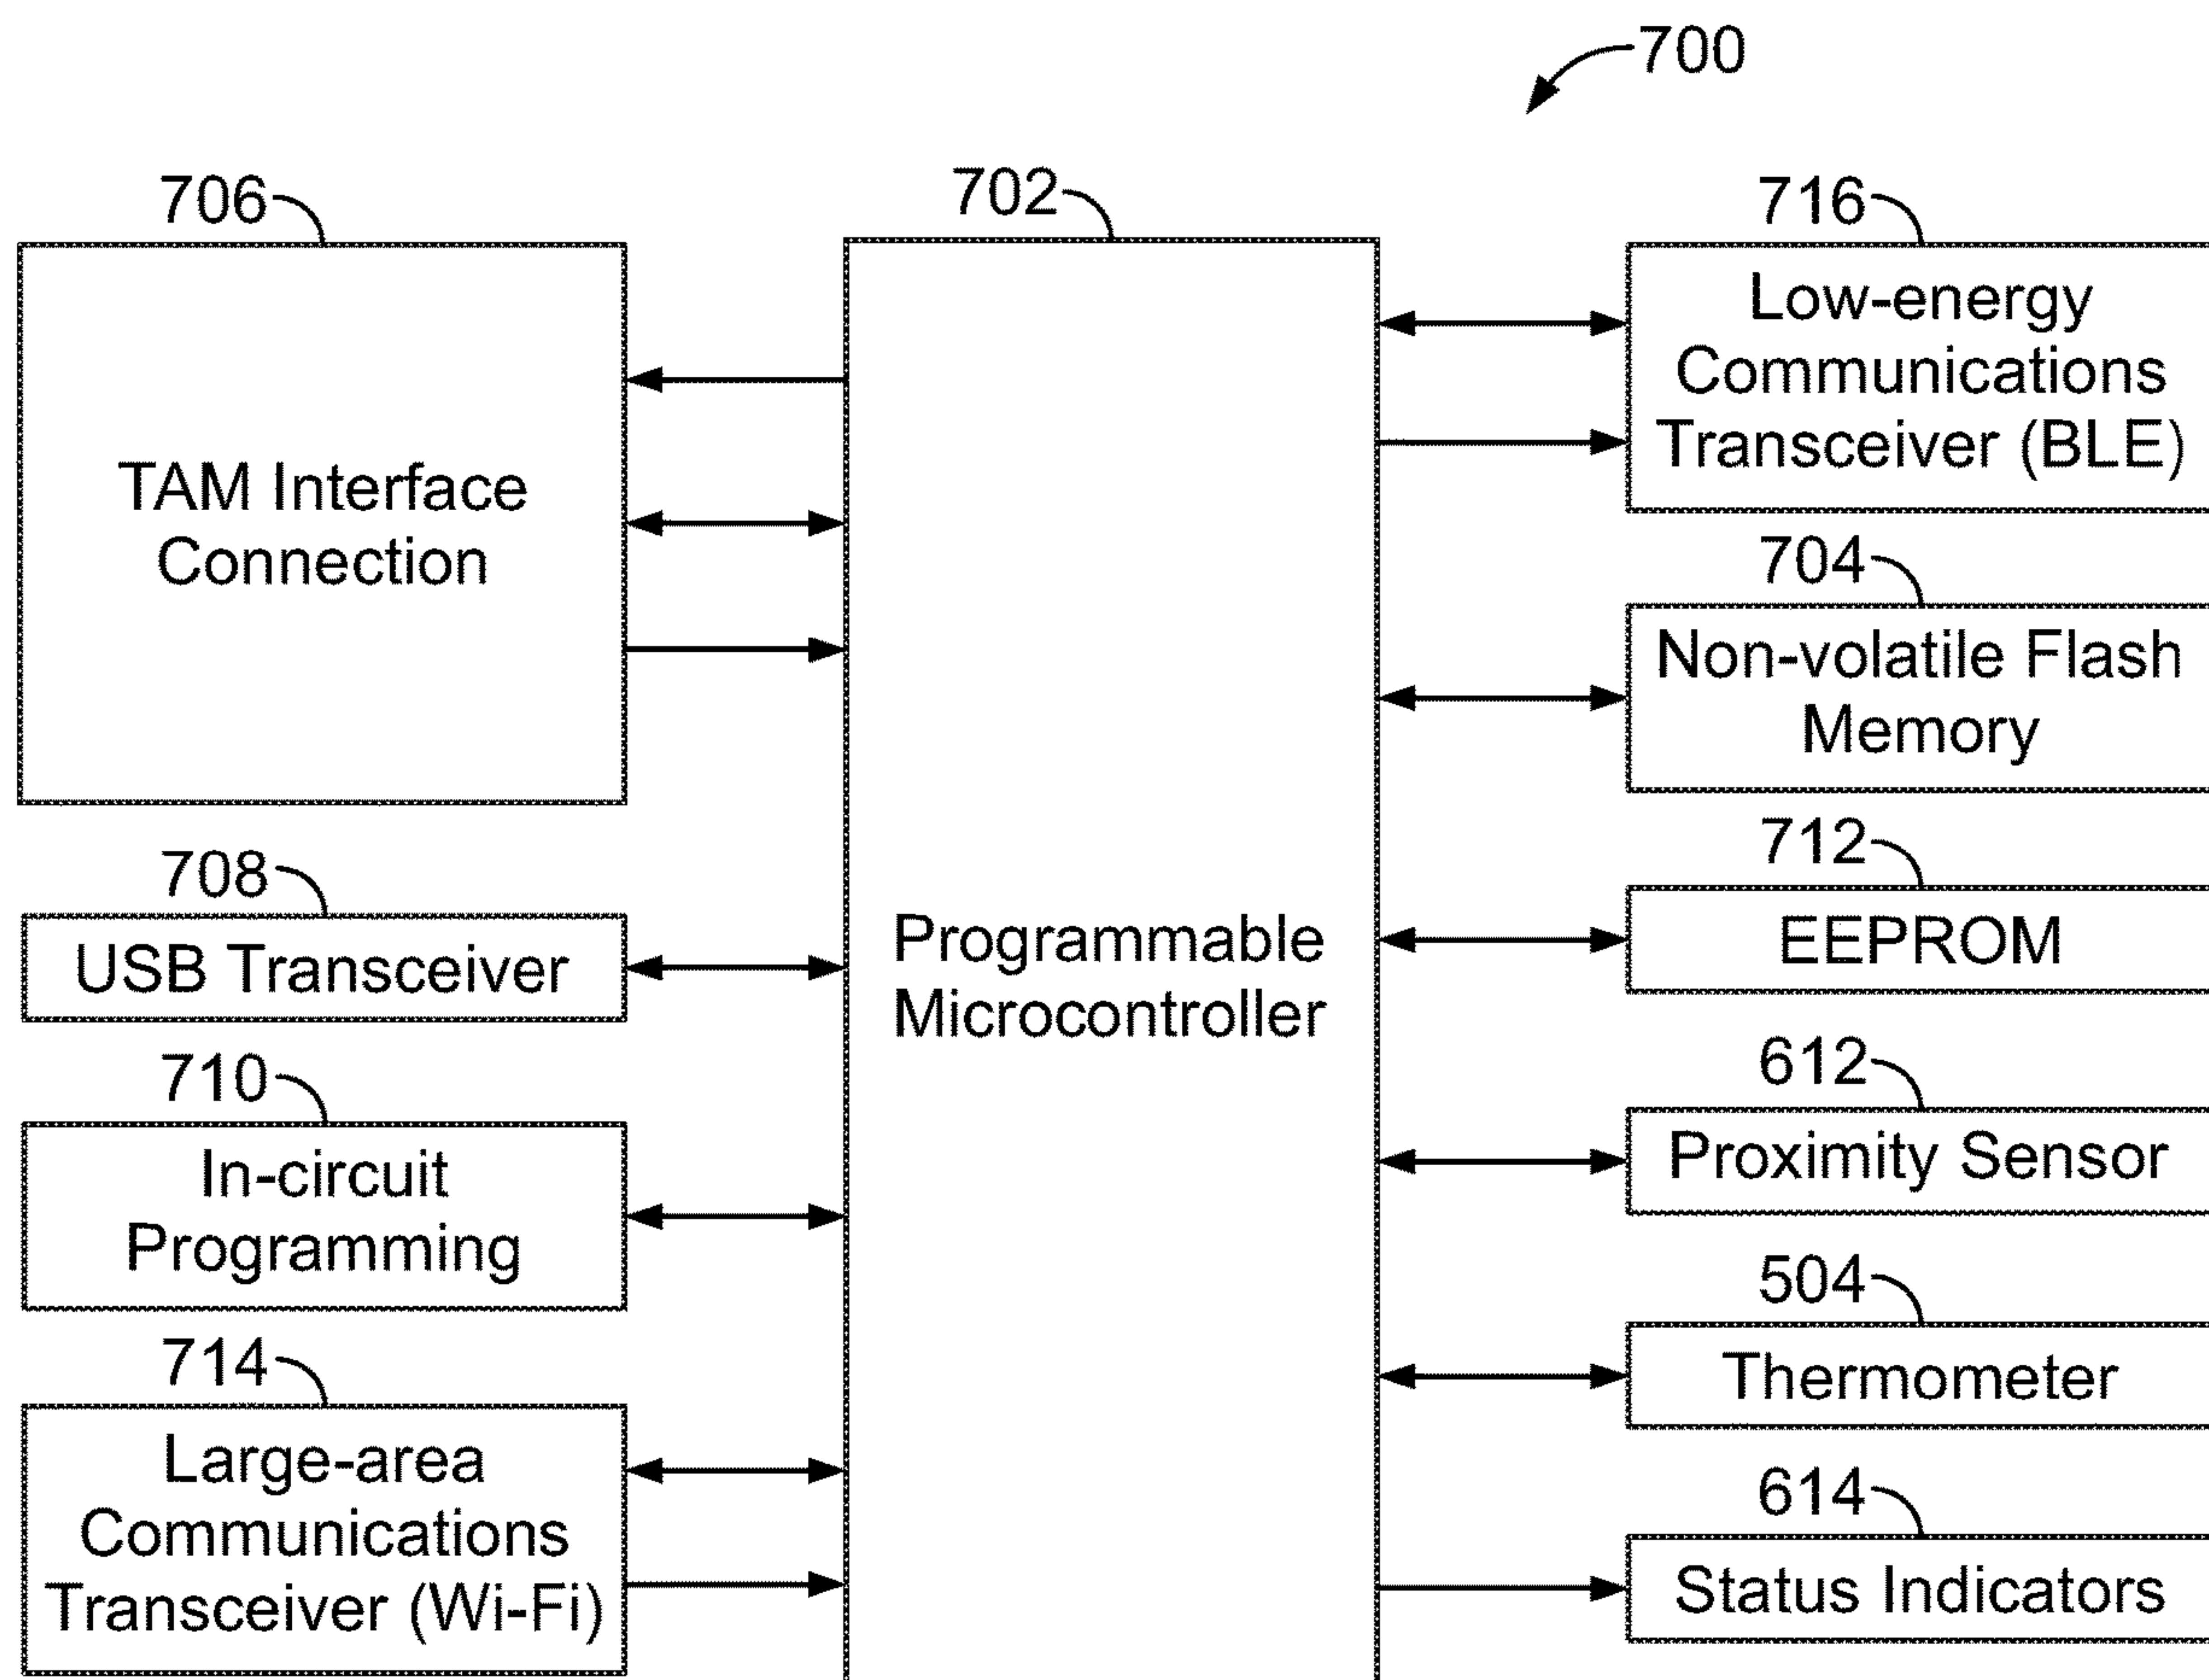 700
706
TAM Interface
Connection
708
USB Transceiver
710
In-circuit
Programming
714
Large-area
Communications
Transceiver (Wi-Fi)
702
Programmable
Microcontroller
716
Low-energy
Communications
Transceiver (BLE)
704
Non-volatile Flash
Memory
712
EEPROM
612
Proximity Sensor
504
Thermometer
614
Status Indicators